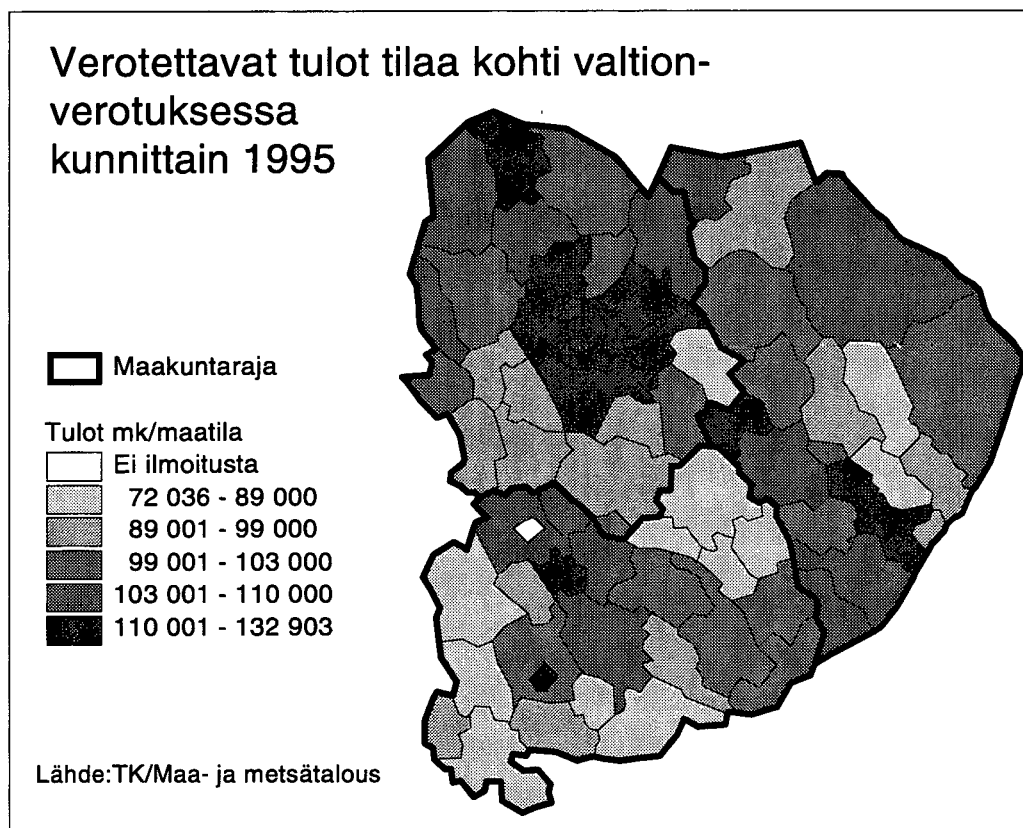 Verotettavat tulot tilaa kohti valtion-
verotuksessa
kunnittain 1995
Maakuntaraja
Tulot mk/maatila
Ei ilmoitusta
72 036 - 89 000
89 001 - 99 000
99 001 - 103 000
103 001 - 110 000
110 001 - 132 903
Lähde:TK/Maa- ja metsätalous